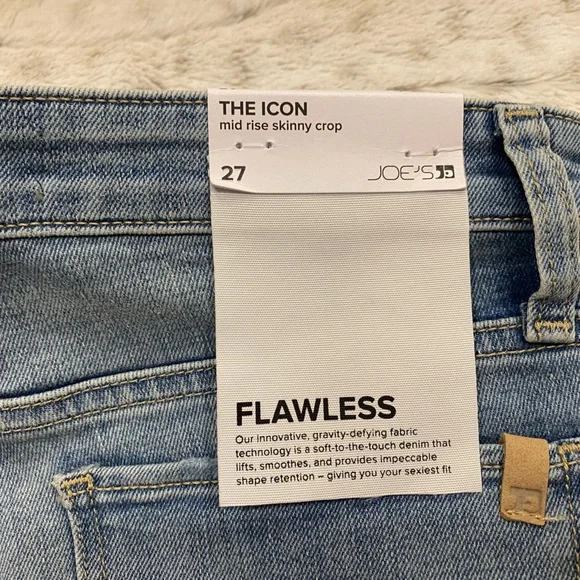 THE ICON
mid rise skinny crop
27
JOE'S
FLAWLESS
Our innovative, gravity-defying fabric
technology is a soft-to-the-touch denim that
lifts, smoothes, and provides impeccable
shape retention – giving you your sexiest fit